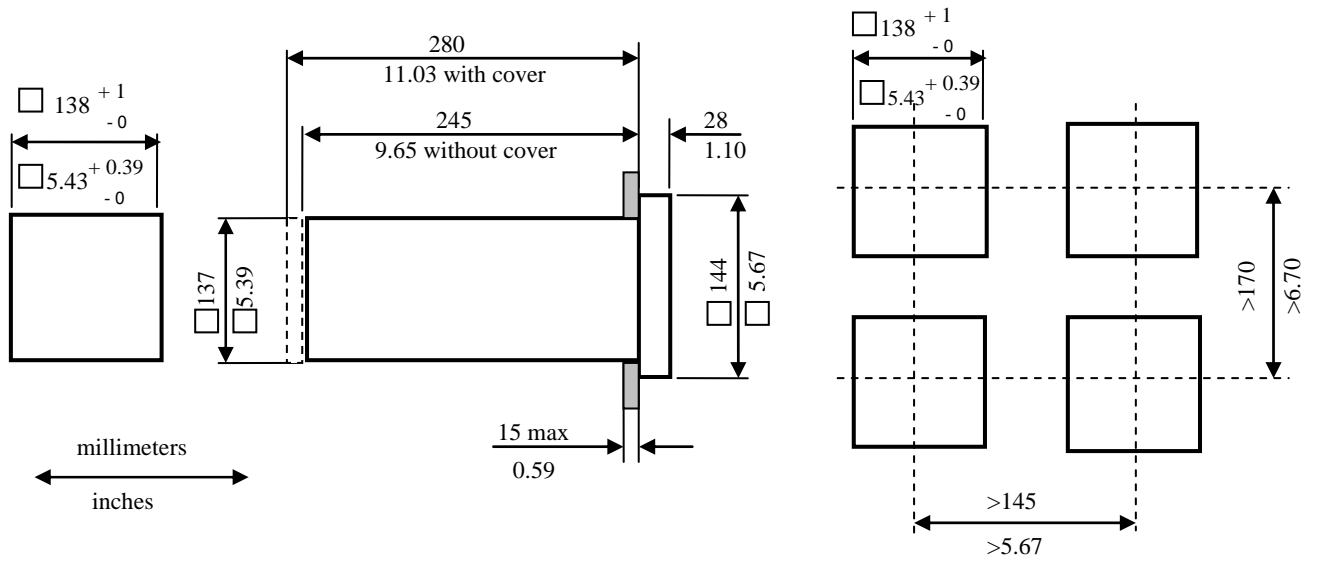 □ 138 + 1
- 0
□5.43 + 0.39
- 0
280
11.03 with cover
245
9.65 without cover
28
1.10
□137
□5.39
□144
□5.67
15 max
0.59
millimeters
inches
□138 + 1
- 0
□5.43 + 0.39
- 0
>170
>6.70
>145
>5.67